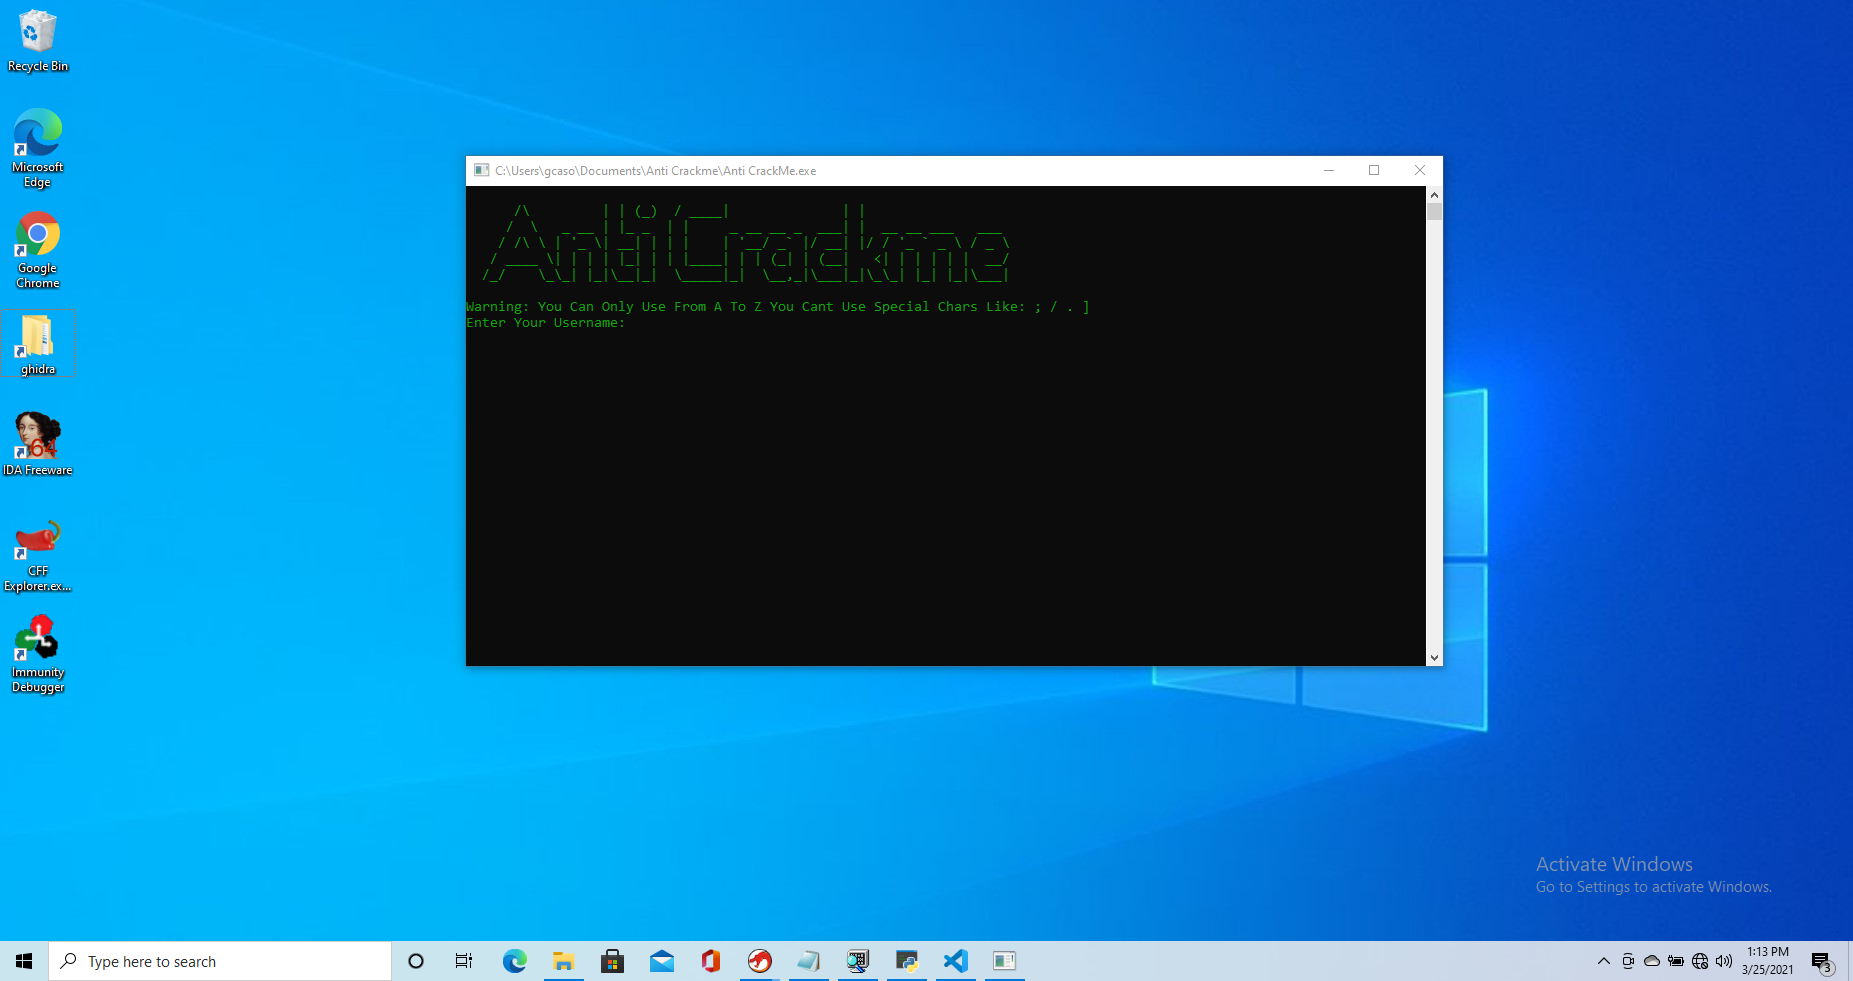 Recycle Bin
Microsoft
Edge
Google
Chrome
ghidra
64
IDA Freeware
CFF
Explorer.ex...
Immunity
Debugger
C:\Users\gcaso\Documents\Anti Crackme\Anti CrackMe.exe
Anti Crackme
Warning: You Can Only Use From A To Z You Cant Use Special Chars Like: ; / . ]
Enter Your Username:
Activate Windows
Go to Settings to activate Windows.
Type here to search
1:13 PM
3/25/2021
3